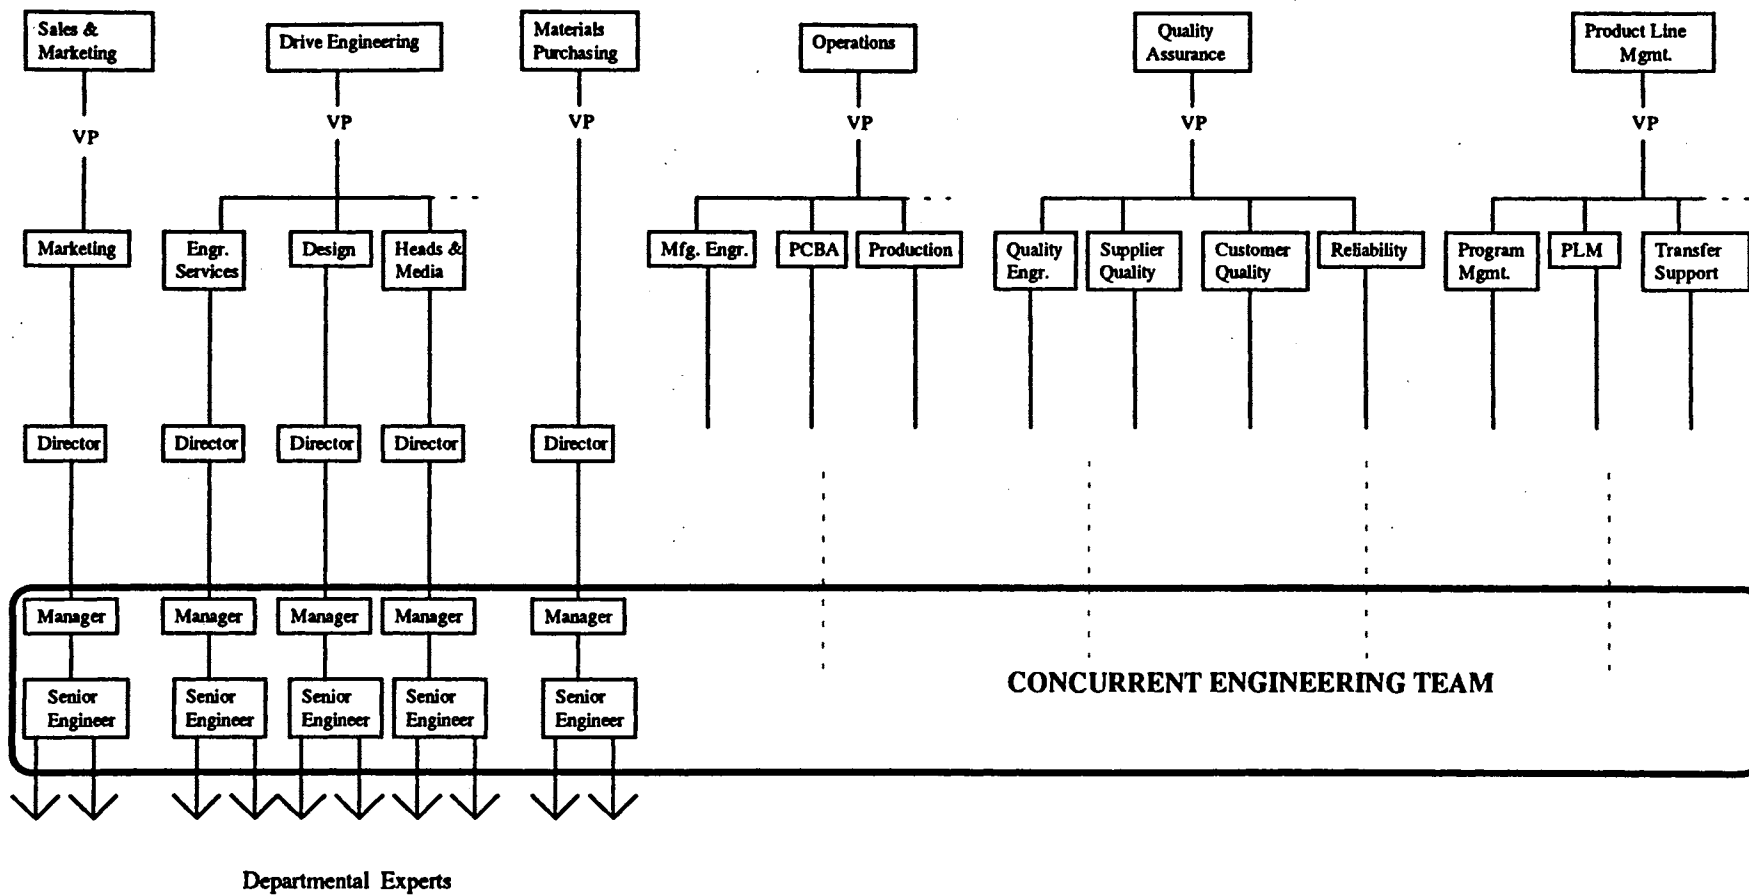 Sales &
Marketing
Drive Engineering
Materials
Purchasing
Operations
Quality
Assurance
Product Line
Mgmt.
VP
VP
VP
VP
VP
VP
Marketing
Engr.
Services
Design
Heads &
Media
Mfg. Engr.
PCBA
Production
Quality
Engr.
Supplier
Quality
Customer
Quality
Reliability
Program
Mgmt.
PLM
Transfer
Support
Director
Director
Director
Director
Director
Manager
Manager
Manager
Manager
Manager
Senior
Engineer
Senior
Engineer
Senior
Engineer
Senior
Engineer
Senior
Engineer
CONCURRENT ENGINEERING TEAM
Departmental Experts